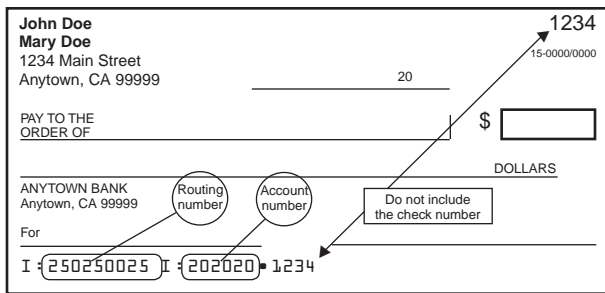 John Doe
Mary Doe
1234 Main Street
Anytown, CA 99999
1234
15-0000/0000
20
PAY TO THE
ORDER OF
$
DOLLARS
ANYTOWN BANK
Anytown, CA 99999
Routing
number
Account
number
Do not include
the check number
For
I:250250025 I:202020•1234